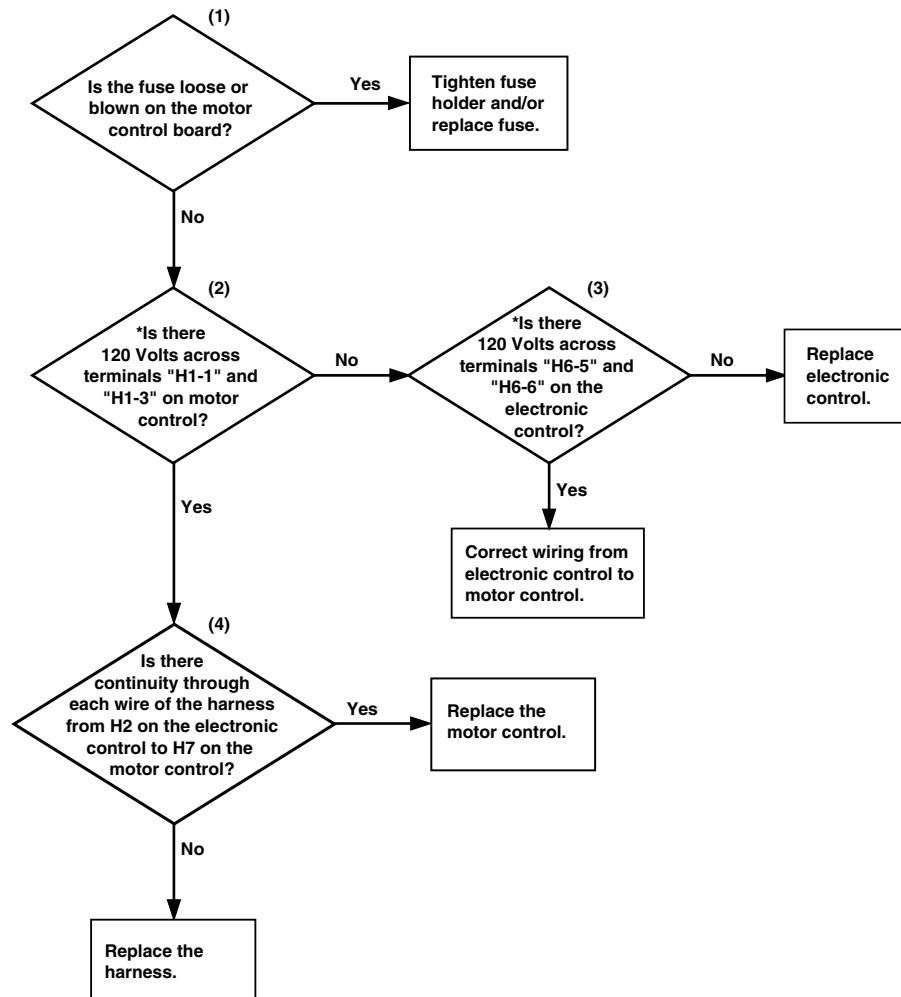 (1)
Is the fuse loose or
blown on the motor
control board?
Yes
Tighten fuse
holder and/or
replace fuse.
No
(2)
*Is there
120 Volts across
terminals "H1-1" and
"H1-3" on motor
control?
No
(3)
*Is there
120 Volts across
terminals "H6-5" and
"H6-6" on the
electronic
control?
No
Replace
electronic
control.
Yes
Yes
Correct wiring from
electronic control to
motor control.
(4)
Is there
continuity through
each wire of the harness
from H2 on the electronic
control to H7 on the
motor control?
Yes
Replace the
motor control.
No
Replace the
harness.